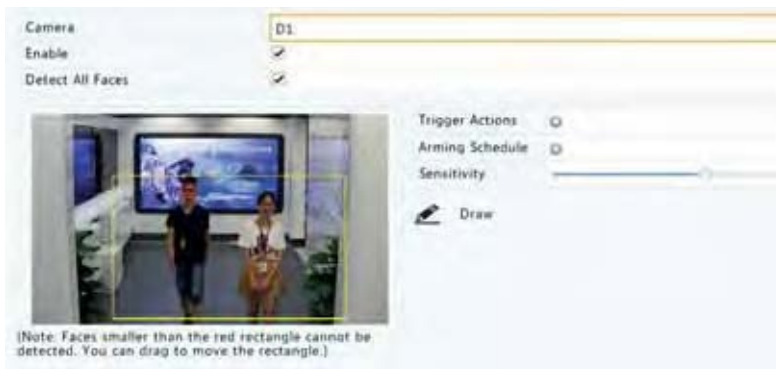 Camera
D1
Enable
Detect All Faces
Trigger Actions
Arming Schedule
Sensitivity
Draw
(Note: Faces smaller than the red rectangle cannot be
detected. You can drag to move the rectangle.)